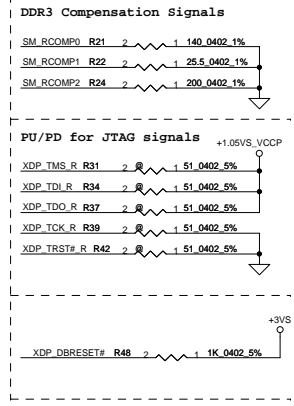 DDR3 Compensation Signals
SM_RCOMP0 R21 2 1 140_0402_1%
SM_RCOMP1 R22 2 1 25.5_0402_1%
SM_RCOMP2 R24 2 1 200_0402_1%
PU/PD for JTAG signals
+1.05VS_VCCP
XDP_TMS_R R31 2 @ 1 51_0402_5%
XDP_TDI_R R34 2 @ 1 51_0402_5%
XDP_TDO_R R37 2 @ 1 51_0402_5%
XDP_TCK_R R39 2 @ 1 51_0402_5%
XDP_TRST#_R R42 2 @ 1 51_0402_5%
+3VS
XDP_DBRESET# R48 2 1 1K_0402_5%